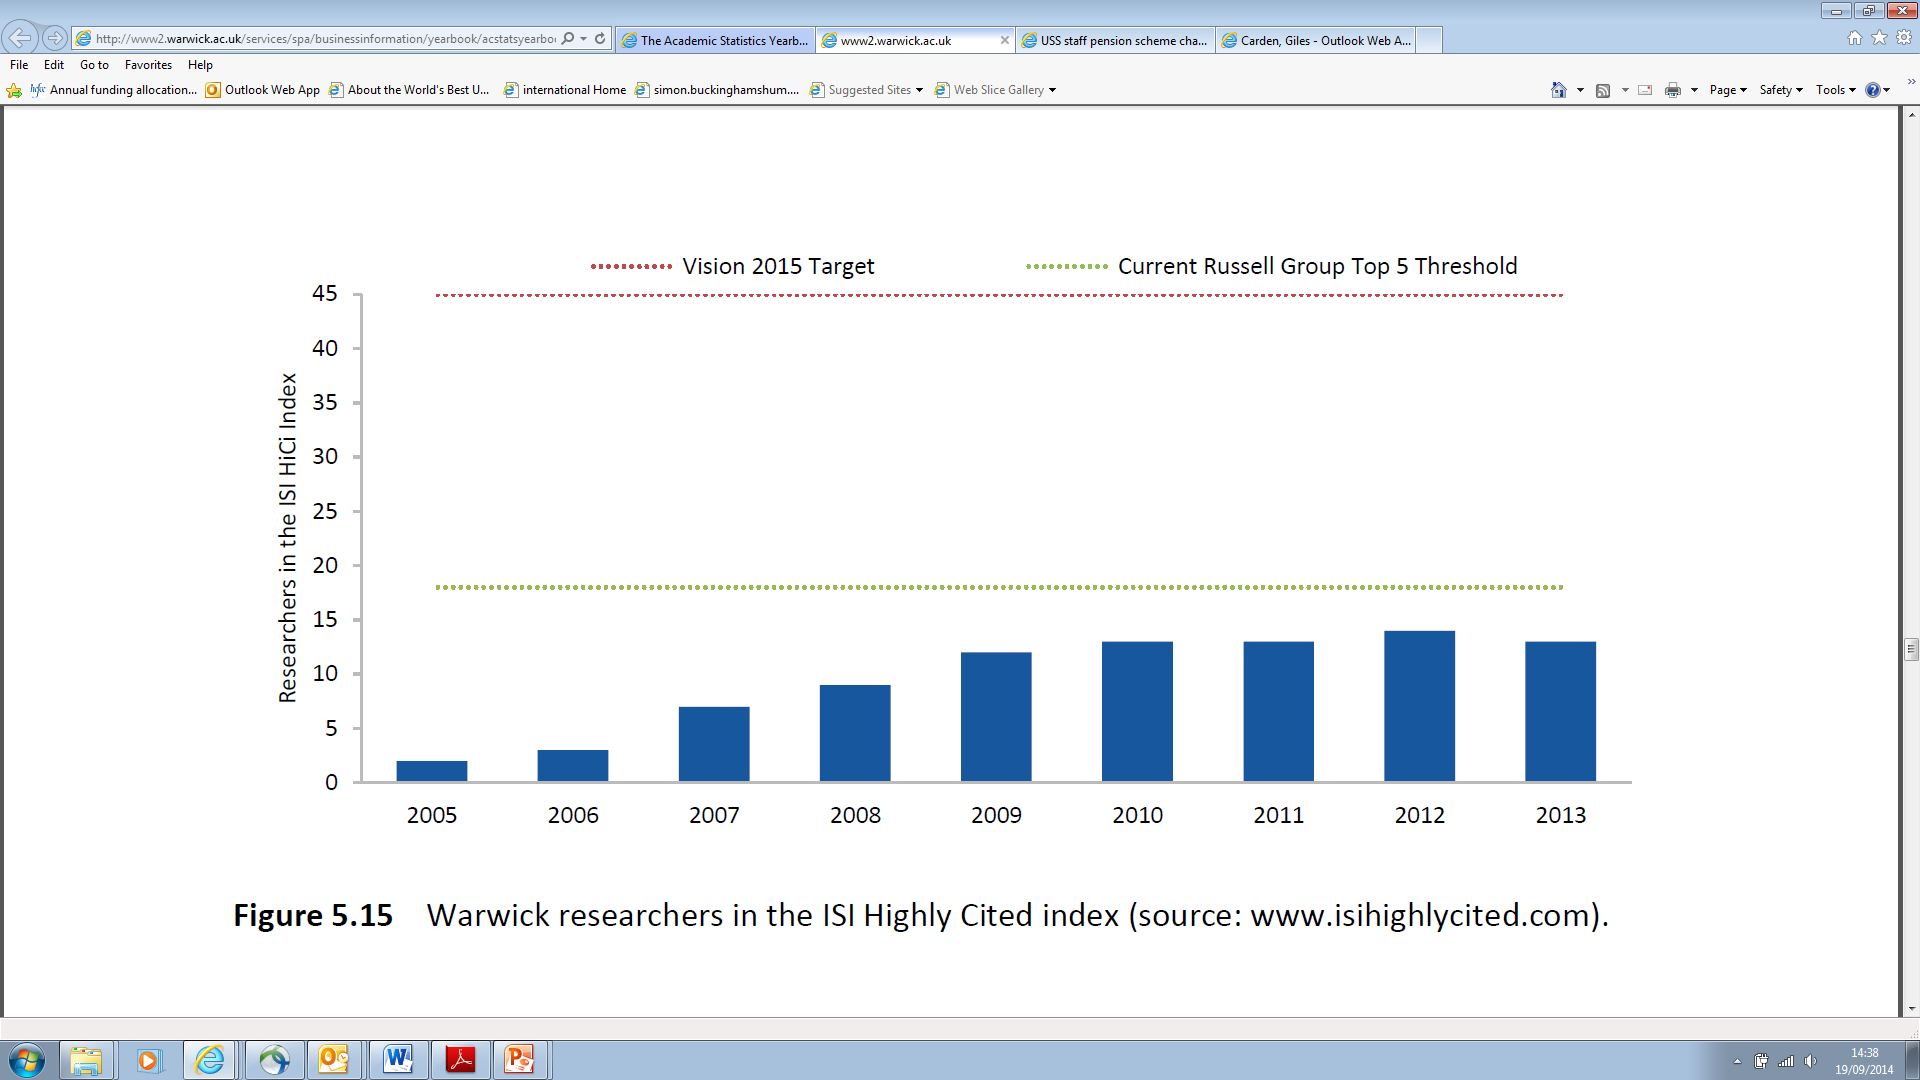 http://www2.warwick.ac.uk/services/spa/businessinformation/yearbook/acstatsyearbo
The Academic Statistics Yearb...
www2.warwick.ac.uk
USS staff pension scheme cha...
Carden, Giles - Outlook Web A...
File Edit Go to Favorites Help
hefce Annual funding allocation... Outlook Web App About the World's Best U... international Home simon.buckinghamshum.... Suggested Sites Web Slice Gallery Page Safety Tools
Vision 2015 Target Current Russell Group Top 5 Threshold
Researchers in the ISI HiCi Index
45
40
35
30
25
20
15
10
5
0
2005 2006 2007 2008 2009 2010 2011 2012 2013
Figure 5.15 Warwick researchers in the ISI Highly Cited index (source: www.isihighlycited.com).
14:38
19/09/2014